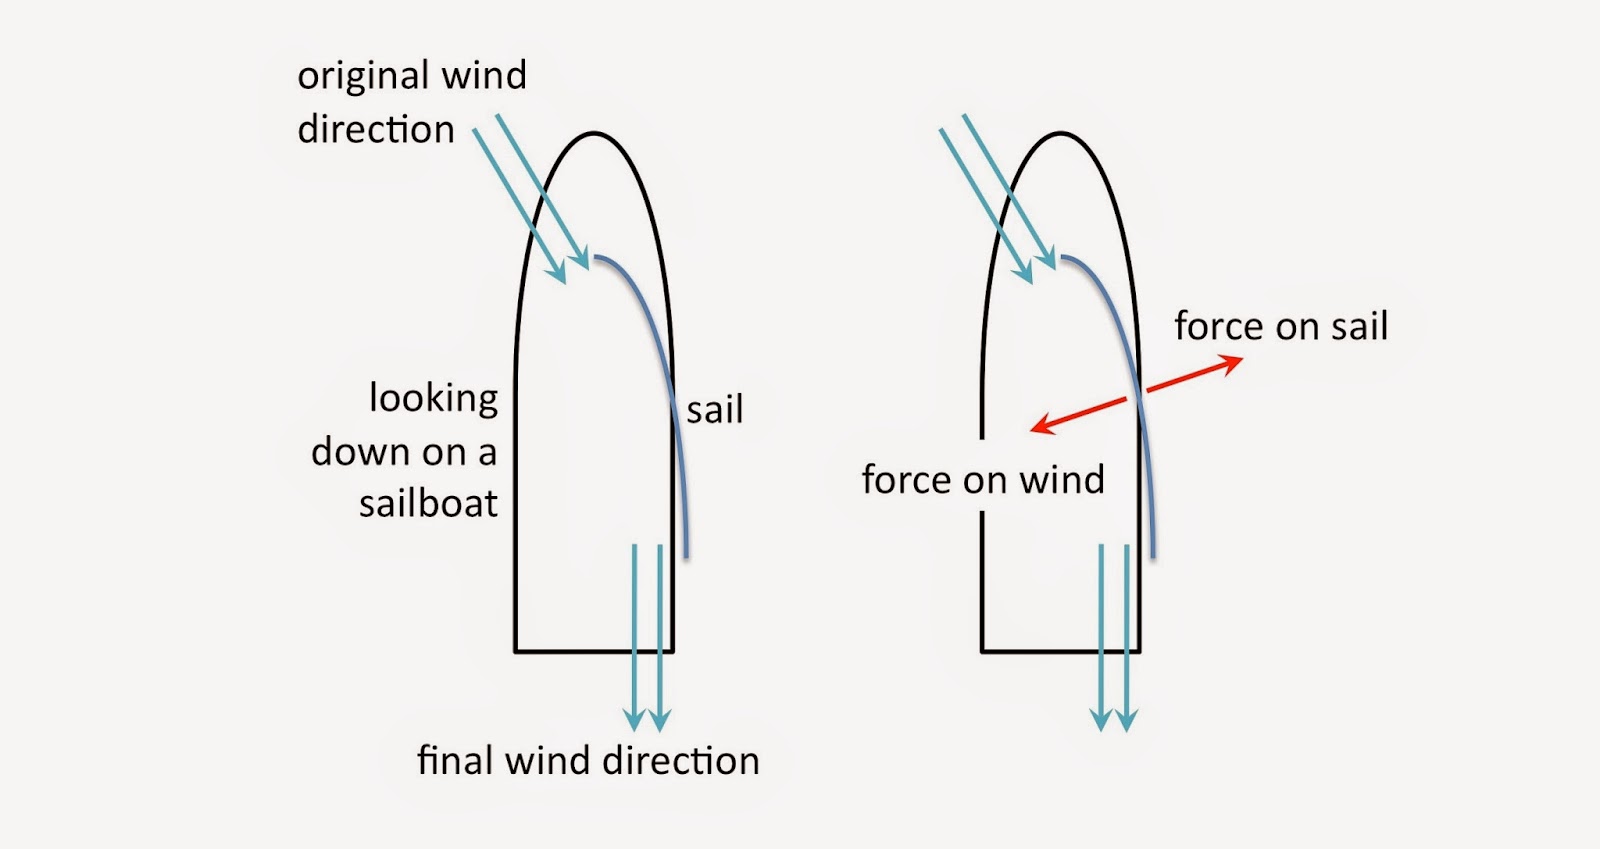 original wind
direction
looking
down on a
sailboat
sail
final wind direction
force on sail
force on wind